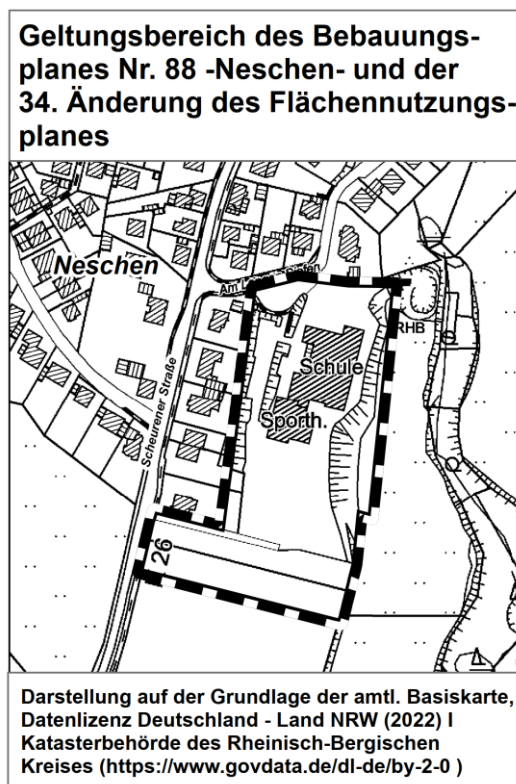 Geltungsbereich des Bebauungs-
planes Nr. 88 -Neschen- und der
34. Änderung des Flächennutzungs-
planes
Neschen
Am
RHB
Schule
Scheurener Straße
Sporth.
26
Darstellung auf der Grundlage der amtl. Basiskarte,
Datenlizenz Deutschland - Land NRW (2022) I
Katasterbehörde des Rheinisch-Bergischen
Kreises (https://www.govdata.de/dl-de/by-2-0 )